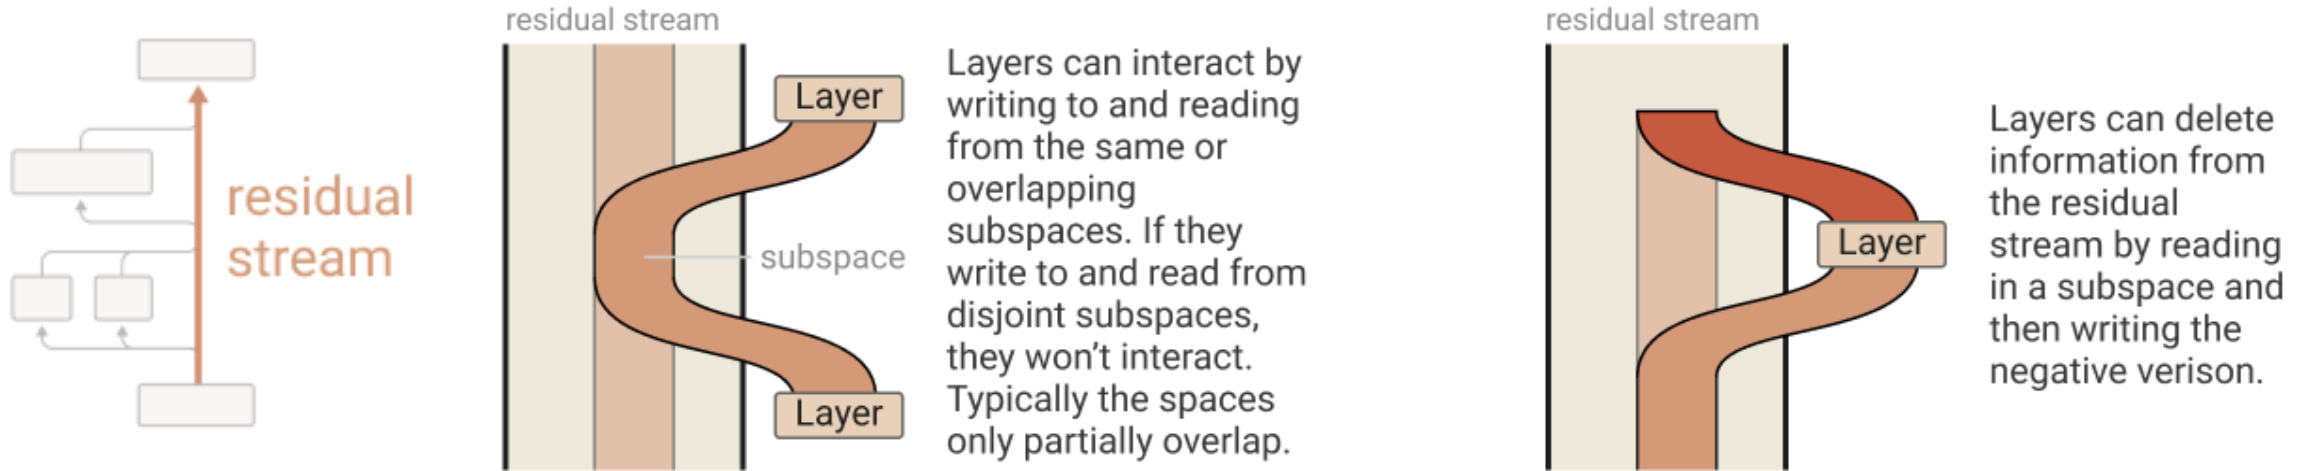 residual
stream
residual stream
Layer
subspace
Layer
Layers can interact by
writing to and reading
from the same or
overlapping
subspaces. If they
write to and read from
disjoint subspaces,
they won't interact.
Typically the spaces
only partially overlap.
residual stream
Layer
Layers can delete
information from
the residual
stream by reading
in a subspace and
then writing the
negative verison.